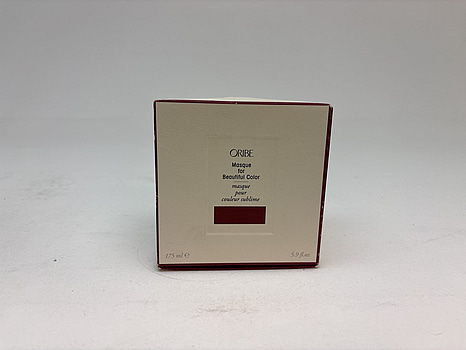 ORIBE
Masque
for
Beautiful Color
masque
pour
couleur sublime
175 ml ℮
5.9 fl.oz.